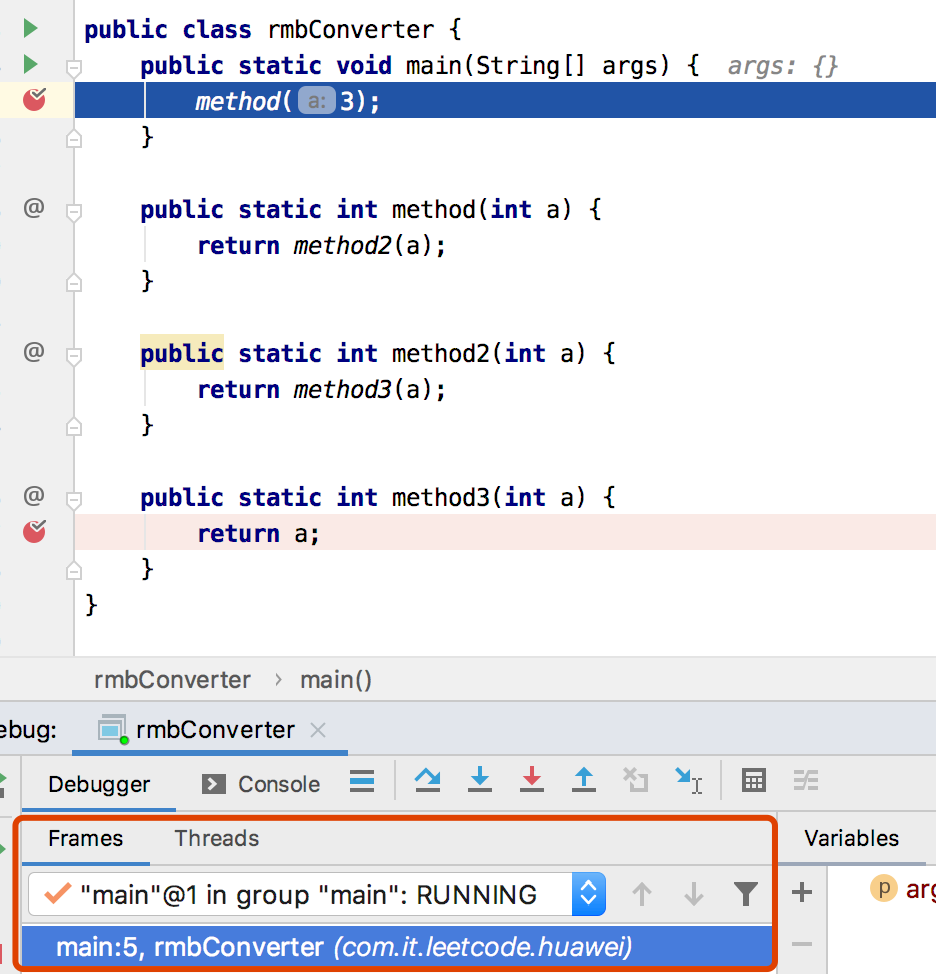 public class rmbConverter {
public static void main(String[] args) { args: {}
method( a: 3);
}
@ public static int method(int a) {
return method2(a);
}
@ public static int method2(int a) {
return method3(a);
}
@ public static int method3(int a) {
return a;
}
}
rmbConverter › main()
ebug: rmbConverter ×
Debugger Console
Frames Threads Variables
"main"@1 in group "main": RUNNING
p arg
main:5, rmbConverter (com.it.leetcode.huawei)